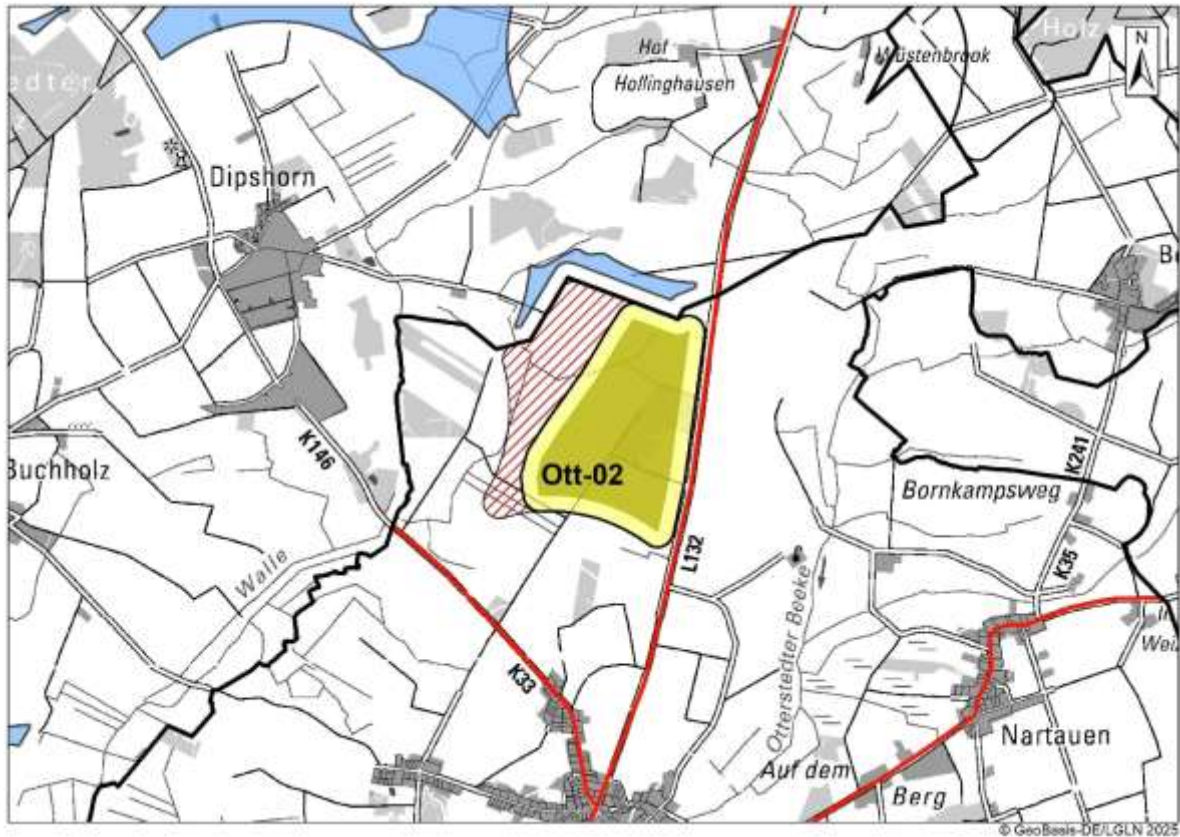 Hof
Hollinghausen
Wüstenbrook
Holz
N
Dipshorn
K146
Buchholz
Ott-02
L132
K241
Bornkampsweg
K35
Walle
K33
Otterstedter Beeke
Nartauen
Auf dem
Berg
© GeoBasis-DE/LGLN 2025